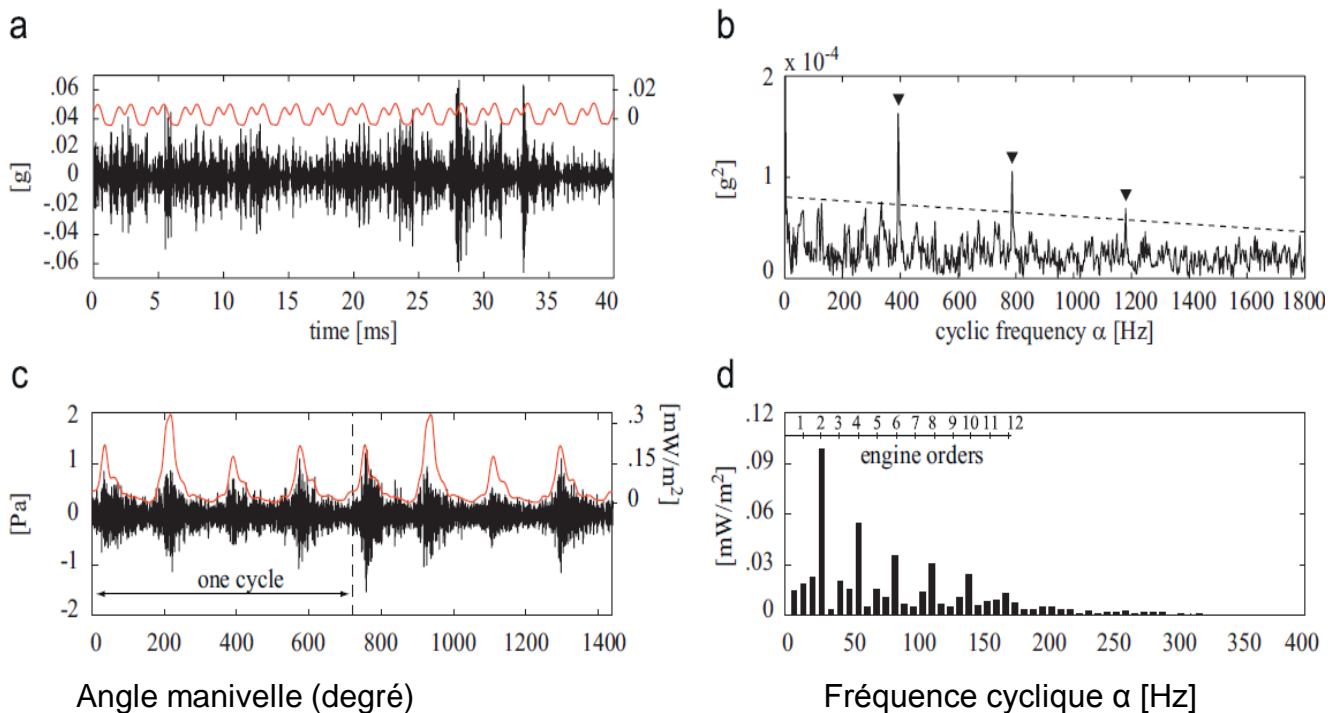 a
.06
.04
.02
0
-.02
-.04
-.06
[g]
.02
0
0 5 10 15 20 25 30 35 40
time [ms]
b
x 10-4
2
1
0
[g2]
0 200 400 600 800 1000 1200 1400 1600 1800
cyclic frequency α [Hz]
c
2
1
0
-1
-2
[Pa]
.3
.15
0
[mW/m2]
one cycle
0 200 400 600 800 1000 1200 1400
Angle manivelle (degré)
d
.12
.09
.06
.03
0
[mW/m2]
1 2 3 4 5 6 7 8 9 10 11 12
engine orders
0 50 100 150 200 250 300 350 400
Fréquence cyclique α [Hz]